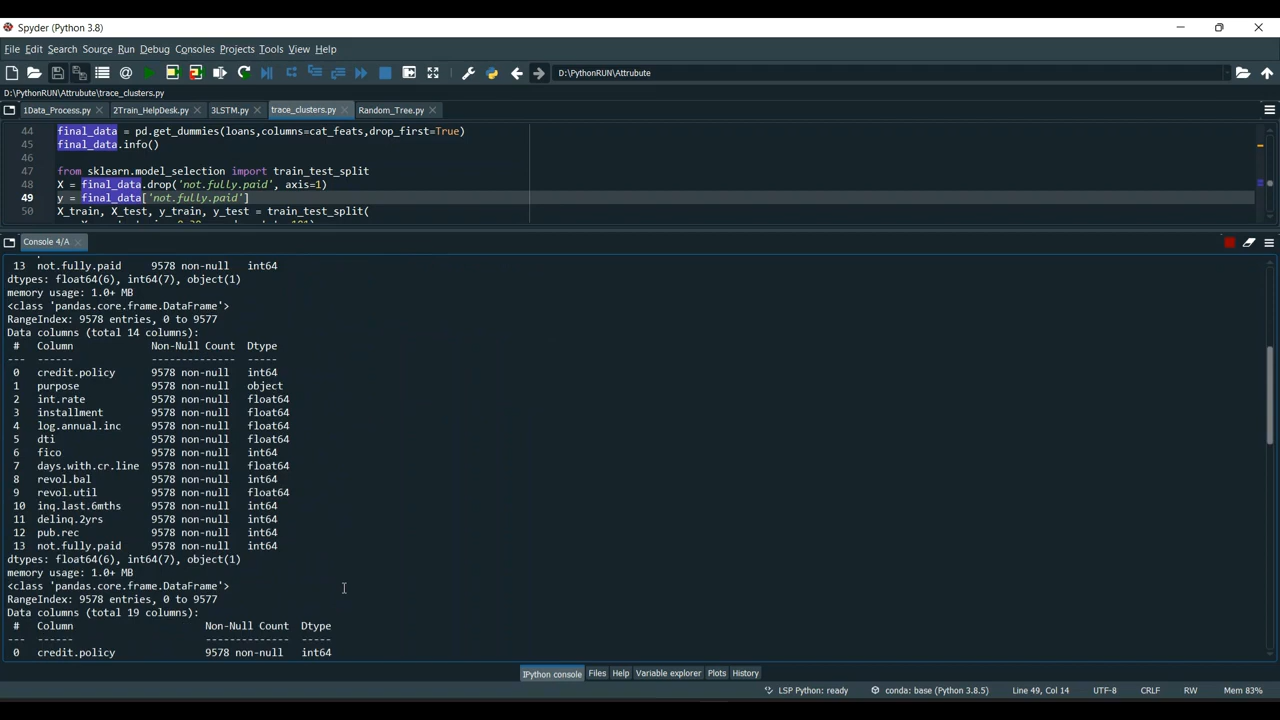 Spyder (Python 3.8)
File Edit Search Source Run Debug Consoles Projects Tools View Help
D:\PythonRUN\Attrubute
D:\PythonRUN\Attrubute\trace_clusters.py
1Data_Process.py 2Train_HelpDesk.py 3LSTM.py trace_clusters.py Random_Tree.py
44 final_data = pd.get_dummies(loans,columns=cat_feats,drop_first=True)
45 final_data.info()
46
47 from sklearn.model_selection import train_test_split
48 X = final_data.drop('not.fully.paid', axis=1)
49 y = final_data['not.fully.paid']
50 X_train, X_test, y_train, y_test = train_test_split(
Console 4/A
13 not.fully.paid 9578 non-null int64
dtypes: float64(6), int64(7), object(1)
memory usage: 1.0+ MB
<class 'pandas.core.frame.DataFrame'>
RangeIndex: 9578 entries, 0 to 9577
Data columns (total 14 columns):
# Column Non-Null Count Dtype
--- ------ -------------- -----
0 credit.policy 9578 non-null int64
1 purpose 9578 non-null object
2 int.rate 9578 non-null float64
3 installment 9578 non-null float64
4 log.annual.inc 9578 non-null float64
5 dti 9578 non-null float64
6 fico 9578 non-null int64
7 days.with.cr.line 9578 non-null float64
8 revol.bal 9578 non-null int64
9 revol.util 9578 non-null float64
10 inq.last.6mths 9578 non-null int64
11 delinq.2yrs 9578 non-null int64
12 pub.rec 9578 non-null int64
13 not.fully.paid 9578 non-null int64
dtypes: float64(6), int64(7), object(1)
memory usage: 1.0+ MB
<class 'pandas.core.frame.DataFrame'>
RangeIndex: 9578 entries, 0 to 9577
Data columns (total 19 columns):
# Column Non-Null Count Dtype
--- ------ -------------- -----
0 credit.policy 9578 non-null int64
IPython console Files Help Variable explorer Plots History
LSP Python: ready conda: base (Python 3.8.5) Line 49, Col 14 UTF-8 CRLF RW Mem 83%